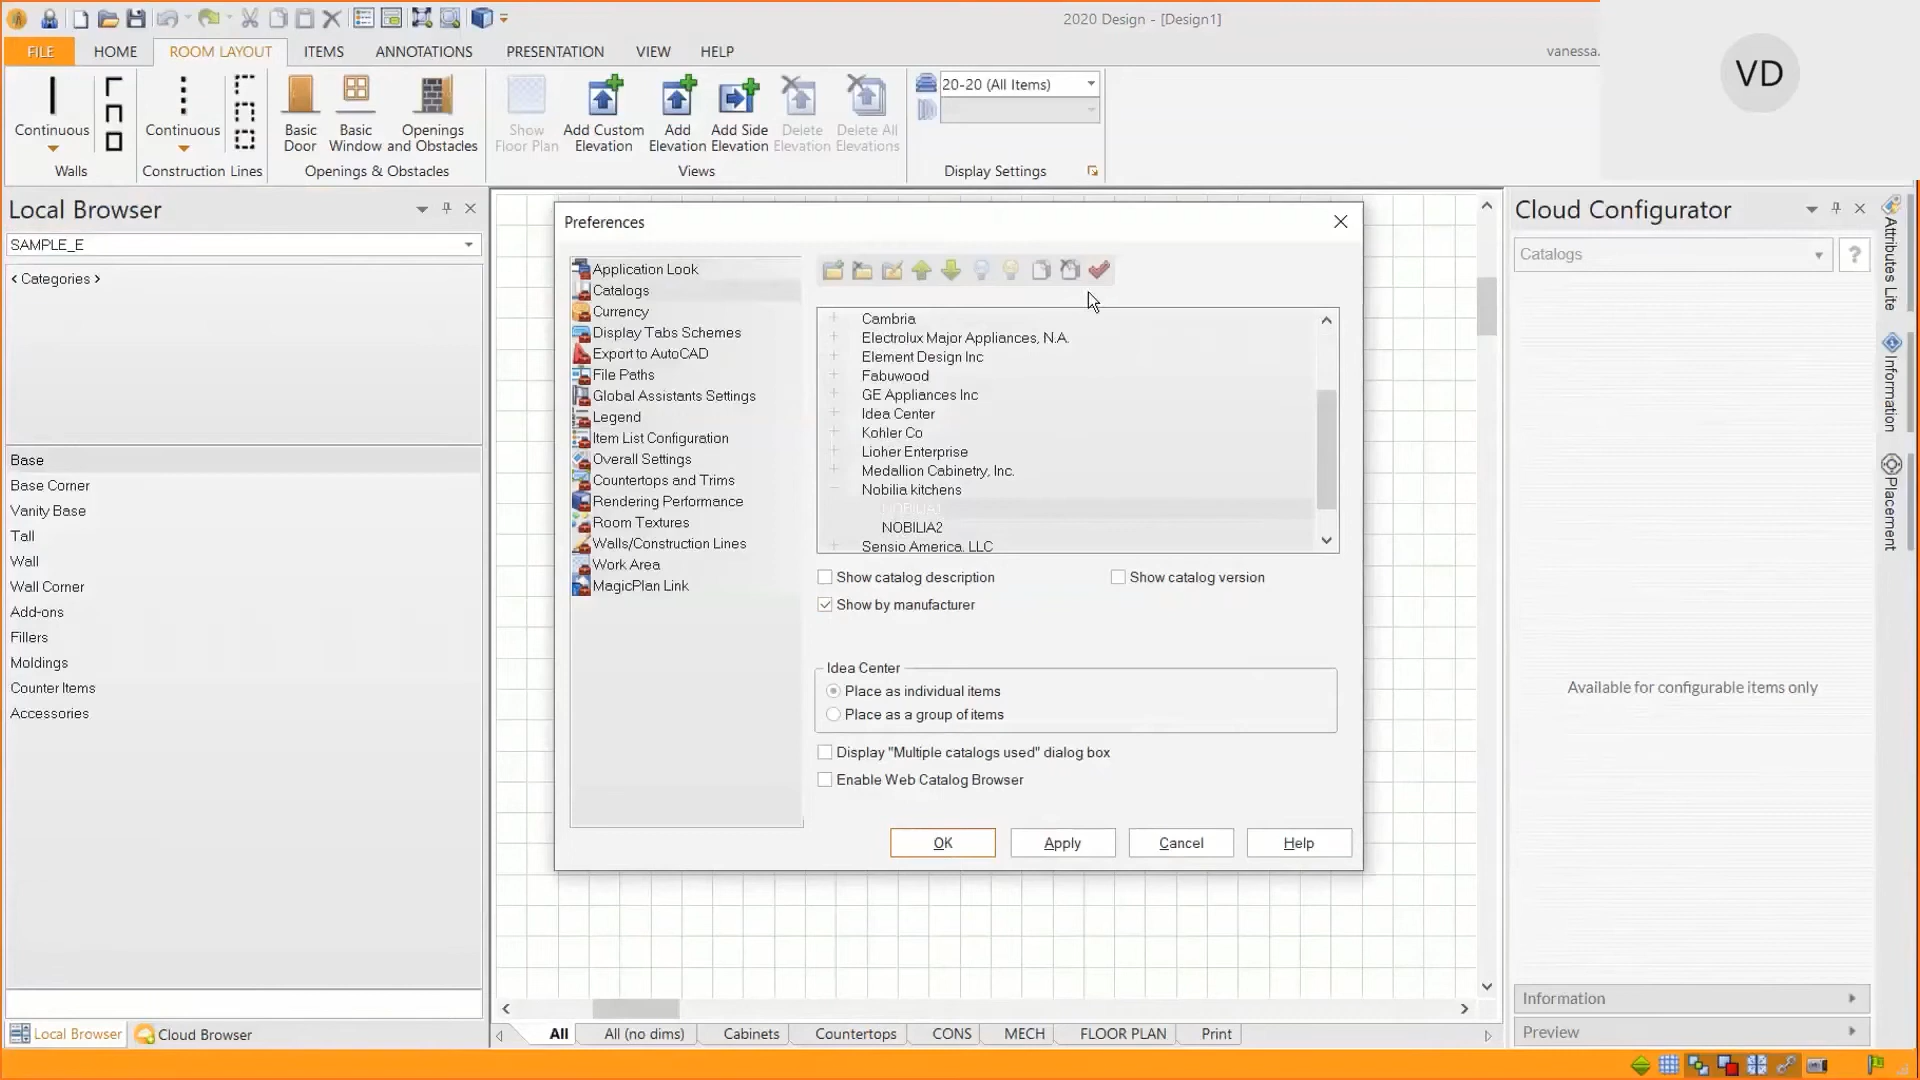 2020 Design - [Design1]
FILE
HOME
ROOM LAYOUT
ITEMS
ANNOTATIONS
PRESENTATION
VIEW
HELP
vanessa.
VD
Continuous
Walls
Continuous
Construction Lines
Basic Door
Basic Window
Openings and Obstacles
Openings & Obstacles
Show Floor Plan
Add Custom Elevation
Add Elevation
Add Side Elevation
Delete Elevation
Delete All Elevations
Views
20-20 (All Items)
Display Settings
Local Browser
SAMPLE_E
< Categories >
Base
Base Corner
Vanity Base
Tall
Wall
Wall Corner
Add-ons
Fillers
Moldings
Counter Items
Accessories
Local Browser
Cloud Browser
Preferences
Application Look
Catalogs
Currency
Display Tabs Schemes
Export to AutoCAD
File Paths
Global Assistants Settings
Legend
Item List Configuration
Overall Settings
Countertops and Trims
Rendering Performance
Room Textures
Walls/Construction Lines
Work Area
MagicPlan Link
Cambria
Electrolux Major Appliances, N.A.
Element Design Inc
Fabuwood
GE Appliances Inc
Idea Center
Kohler Co
Lioher Enterprise
Medallion Cabinetry, Inc.
Nobilia kitchens
NOBILIA2
Sensio America, LLC
Show catalog description
Show catalog version
Show by manufacturer
Idea Center
Place as individual items
Place as a group of items
Display "Multiple catalogs used" dialog box
Enable Web Catalog Browser
OK
Apply
Cancel
Help
All
All (no dims)
Cabinets
Countertops
CONS
MECH
FLOOR PLAN
Print
Cloud Configurator
Catalogs
?
Available for configurable items only
Information
Preview
Attributes Lite
Information
Placement